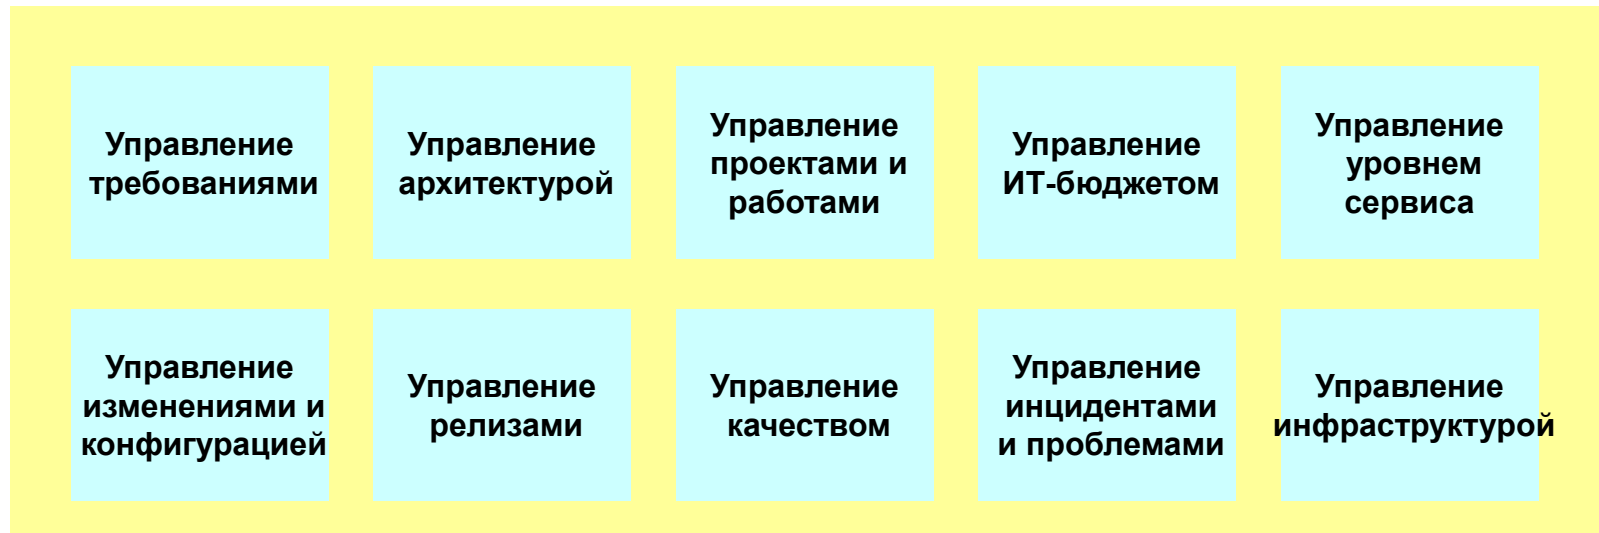 Управление
требованиями
Управление
архитектурой
Управление
проектами и
работами
Управление
ИТ-бюджетом
Управление
уровнем
сервиса
Управление
изменениями и
конфигурацией
Управление
релизами
Управление
качеством
Управление
инцидентами
и проблемами
Управление
инфраструктурой